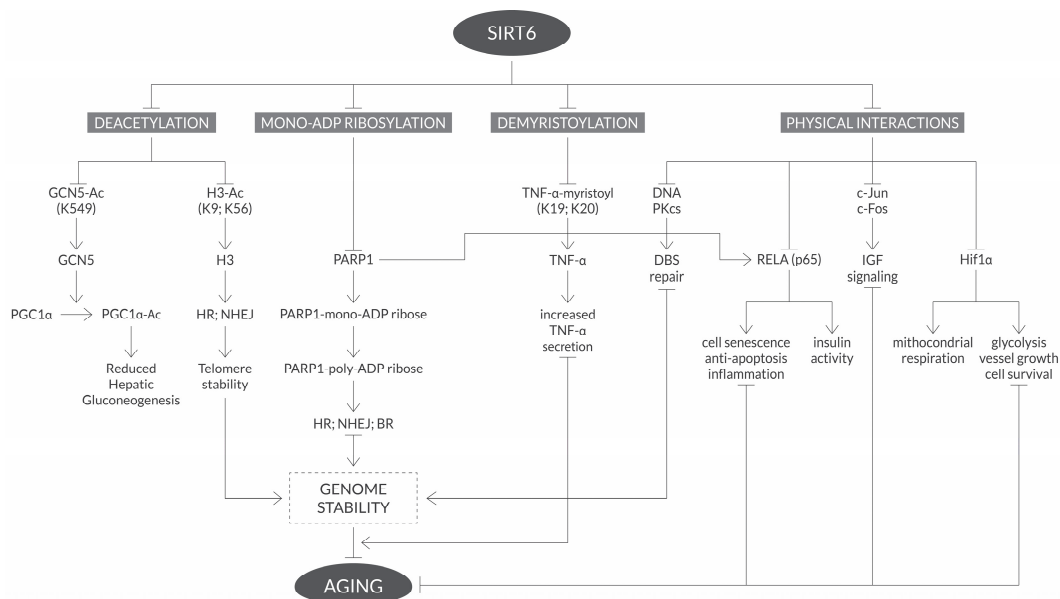 SIRT6
DEACETYLATION
MONO-ADP RIBOSYLATION
DEMYRISTOYLATION
PHYSICAL INTERACTIONS
GCN5-Ac
(K549)
H3-Ac
(K9; K56)
TNF-α-myristoyl
(K19; K20)
DNA
PKcs
c-Jun
c-Fos
GCN5
H3
PARP1
TNF-α
DBS
repair
RELA (p65)
IGF
signaling
Hif1α
PGC1α
PGC1α-Ac
HR; NHEJ
PARP1-mono-ADP ribose
increased
TNF-α
secretion
cell senescence
anti-apoptosis
inflammation
insulin
activity
mithocondrial
respiration
glycolysis
vessel growth
cell survival
Reduced
Hepatic
Gluconeogenesis
Telomere
stability
PARP1-poly-ADP ribose
HR; NHEJ; BR
GENOME
STABILITY
AGING